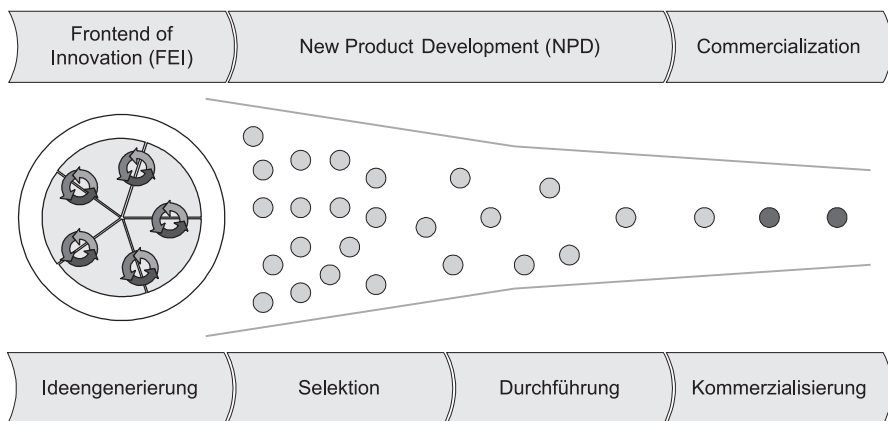 Frontend of
Innovation (FEI)
New Product Development (NPD)
Commercialization
Ideengenerierung
Selektion
Durchführung
Kommerzialisierung